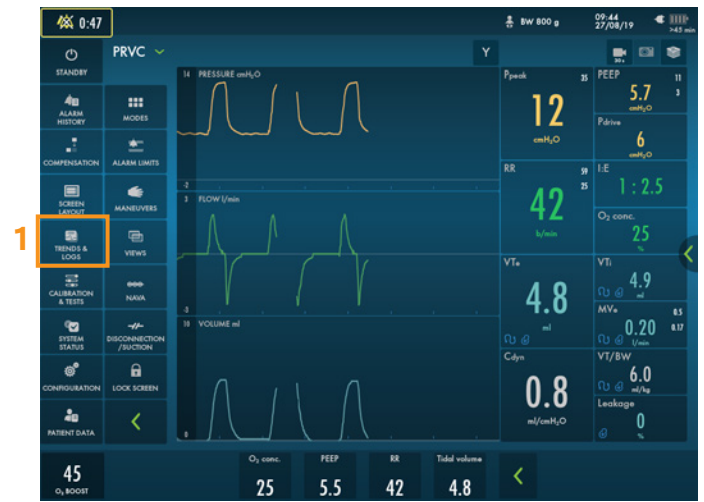 0:47
BW 800 g
09:44
27/08/19
>45 min
STANDBY
PRVC
Y
30 s
ALARM
HISTORY
MODES
COMPENSATION
ALARM LIMITS
SCREEN
LAYOUT
MANEUVERS
1
TRENDS &
LOGS
VIEWS
CALIBRATION
& TESTS
NAVA
SYSTEM
STATUS
DISCONNECTION
/SUCTION
CONFIGURATION
LOCK SCREEN
PATIENT DATA
14 PRESSURE cmH₂O
-2
3 FLOW l/min
-3
10 VOLUME ml
0
Ppeak 35
12
cmH₂O
PEEP 11
5.7 3
cmH₂O
Pdrive
6
cmH₂O
RR 59
25
42
b/min
I:E
1 : 2.5
O₂ conc.
25
%
VTe
4.8
ml
VTi
4.9
ml
MVe 0.5
0.20 0.17
l/min
Cdyn
0.8
ml/cmH₂O
VT/BW
6.0
ml/kg
Leakage
0
%
45
O₂ BOOST
O₂ conc.
25
PEEP
5.5
RR
42
Tidal volume
4.8